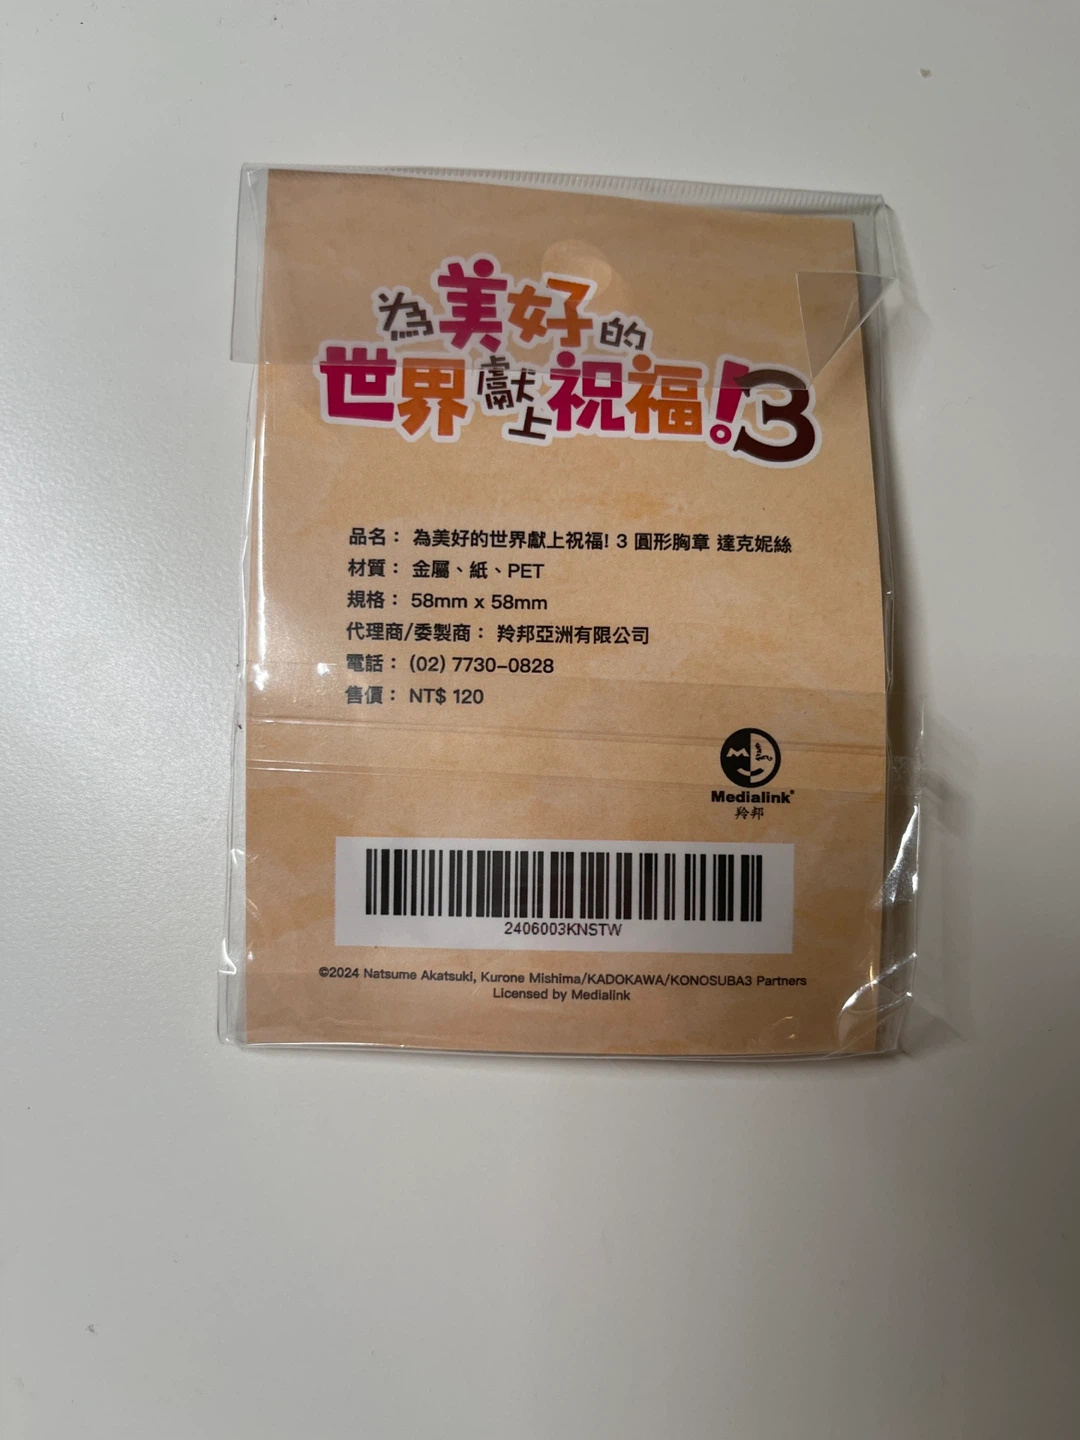 為美好的
世界獻上祝福!3
品名： 為美好的世界獻上祝福! 3 圓形胸章 達克妮絲
材質： 金屬、紙、PET
規格： 58mm x 58mm
代理商/委製商： 羚邦亞洲有限公司
電話： (02) 7730-0828
售價： NT$ 120
Medialink®
羚邦
2406003KNSTW
©2024 Natsume Akatsuki, Kurone Mishima/KADOKAWA/KONOSUBA3 Partners
Licensed by Medialink